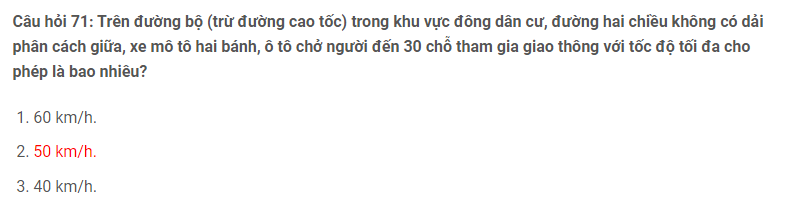 Câu hỏi 71: Trên đường bộ (trừ đường cao tốc) trong khu vực đông dân cư, đường hai chiều không có dải
phân cách giữa, xe mô tô hai bánh, ô tô chở người đến 30 chỗ tham gia giao thông với tốc độ tối đa cho
phép là bao nhiêu?
1. 60 km/h.
2. 50 km/h.
3. 40 km/h.